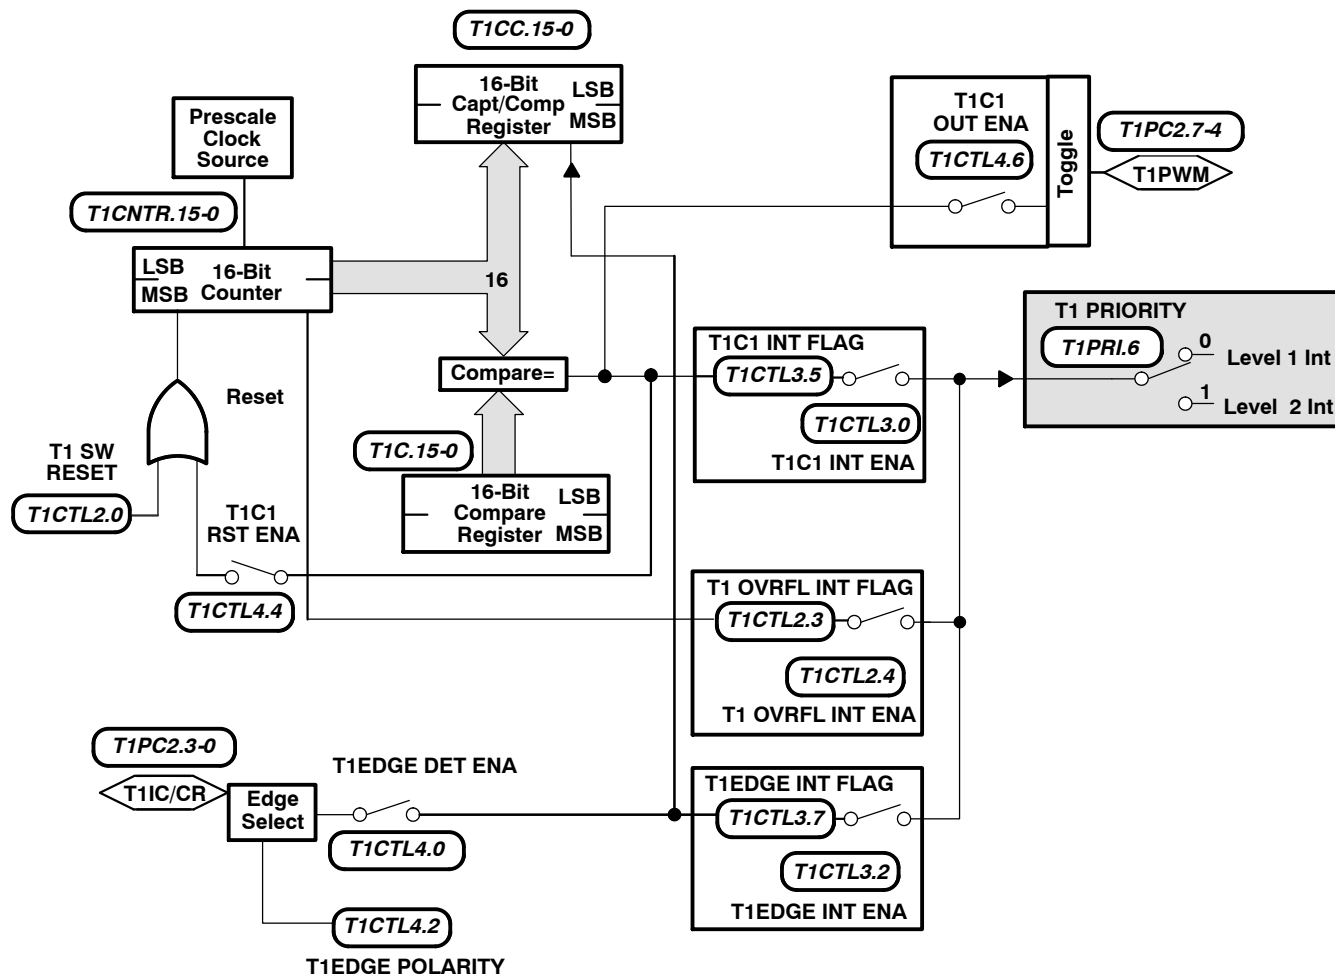 T1CC.15-0
16-Bit
Capt/Comp
Register
LSB
MSB
Prescale
Clock
Source
T1CNTR.15-0
LSB
MSB
16-Bit
Counter
16
T1C1
OUT ENA
T1CTL4.6
Toggle
T1PC2.7-4
T1PWM
T1 PRIORITY
T1PRI.6
0
Level 1 Int
1
Level 2 Int
Compare=
T1C1 INT FLAG
T1CTL3.5
T1CTL3.0
T1C1 INT ENA
Reset
T1 SW
RESET
T1CTL2.0
T1C.15-0
16-Bit
Compare
Register
LSB
MSB
T1C1
RST ENA
T1CTL4.4
T1 OVRFL INT FLAG
T1CTL2.3
T1CTL2.4
T1 OVRFL INT ENA
T1PC2.3-0
T1IC/CR
Edge
Select
T1EDGE DET ENA
T1CTL4.0
T1EDGE INT FLAG
T1CTL3.7
T1CTL3.2
T1EDGE INT ENA
T1CTL4.2
T1EDGE POLARITY